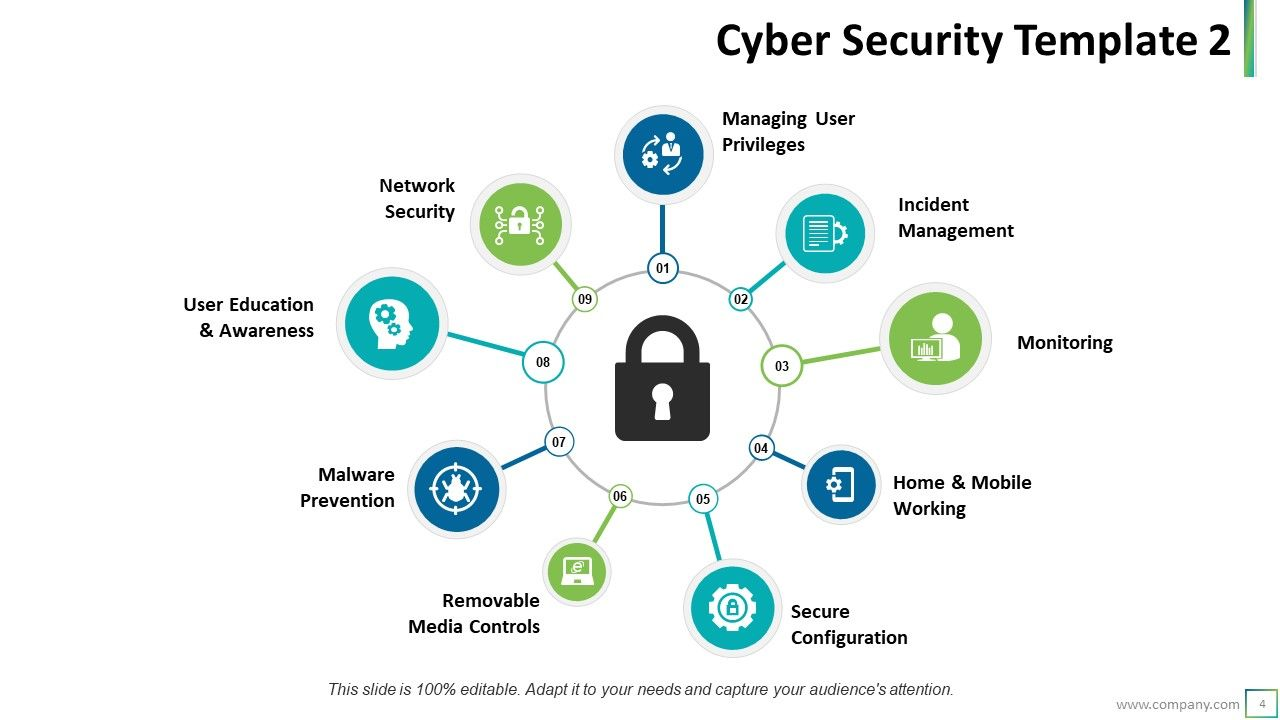 Cyber Security Template 2
01
Managing User
Privileges
02
Incident
Management
03
Monitoring
04
Home & Mobile
Working
05
Secure
Configuration
06
Removable
Media Controls
07
Malware
Prevention
08
User Education
& Awareness
09
Network
Security
This slide is 100% editable. Adapt it to your needs and capture your audience's attention.
www.company.com
4